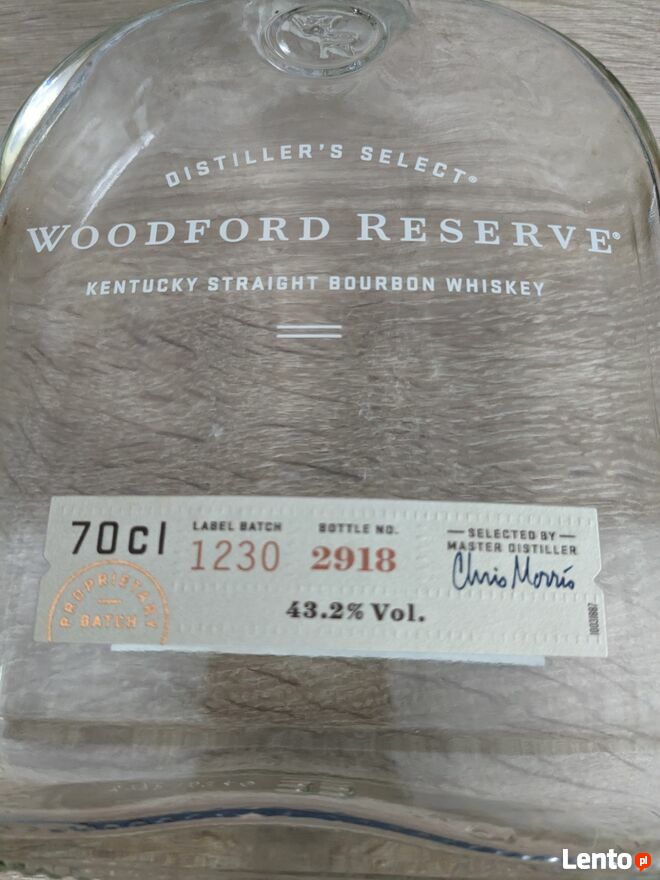 DISTILLER'S SELECT®
WOODFORD RESERVE®
KENTUCKY STRAIGHT BOURBON WHISKEY
70cl
LABEL BATCH
1230
BOTTLE NO.
2918
SELECTED BY
MASTER DISTILLER
Chris Morris
PROPRIETARY
BATCH
43.2% Vol.
Lento pl